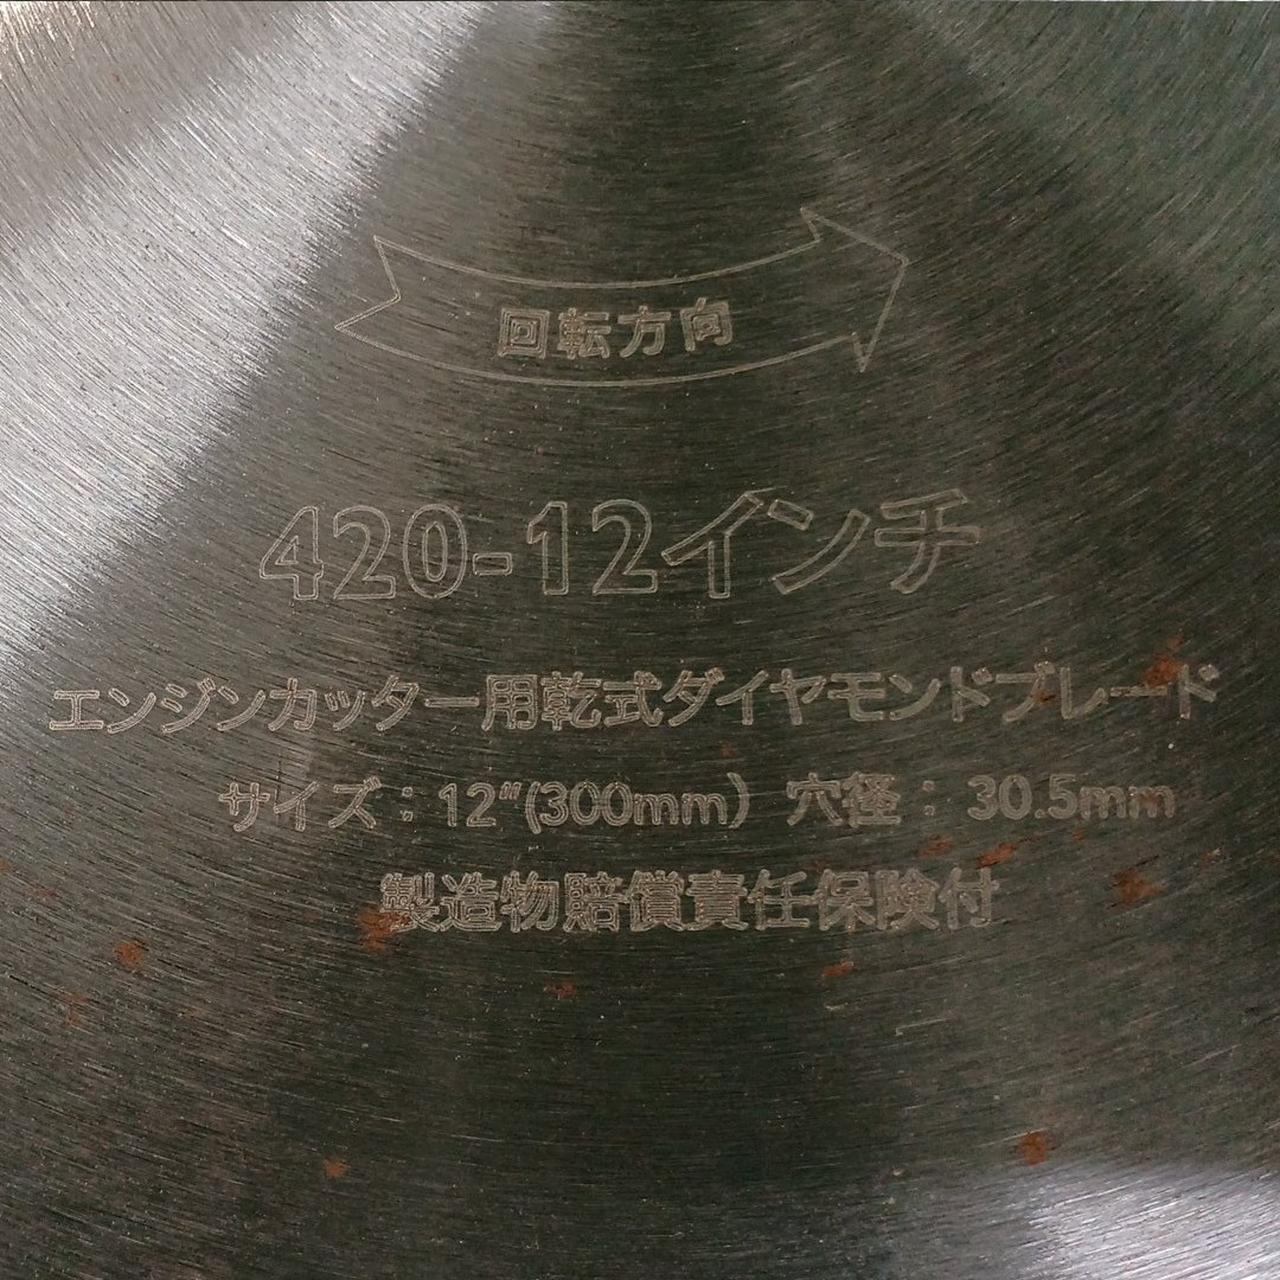 回転方向
420-12インチ
エンジンカッター用乾式ダイヤモンドブレード
サイズ：12"(300mm) 穴径：30.5mm
製造物賠償責任保険付